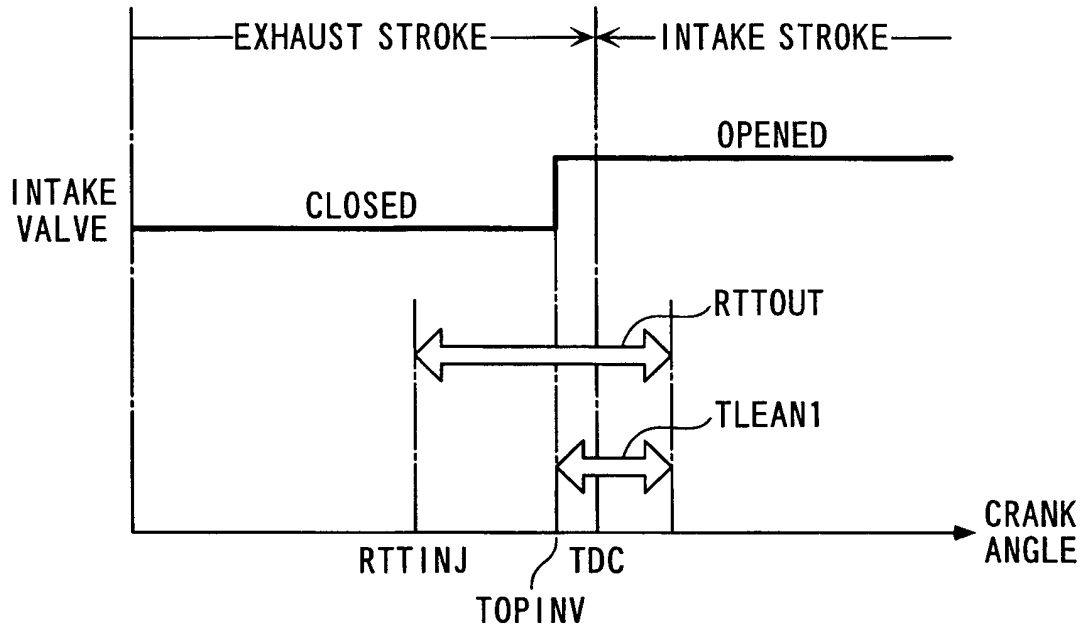 EXHAUST STROKE
INTAKE STROKE
OPENED
INTAKE
VALVE
CLOSED
RTTOUT
TLEAN1
CRANK
ANGLE
RTTINJ
TDC
TOPINV